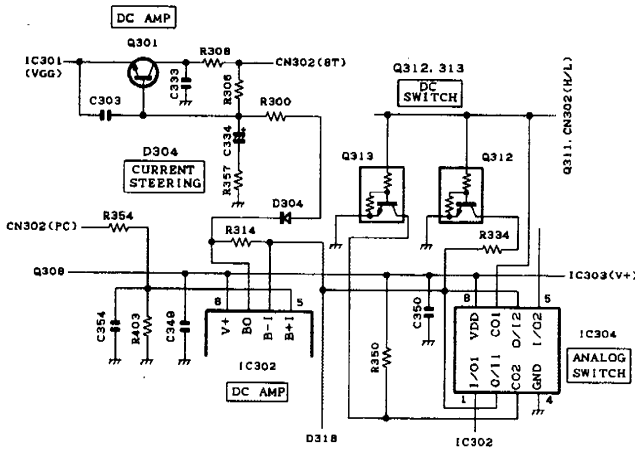 DC AMP
Q301
IC301
(VGG)
C333
R308
CN302(8T)
R306
C303
R300
C334
R357
D304
CURRENT
STEERING
D304
Q312, 313
DC
SWITCH
Q311, CN302(H/L)
Q313
Q312
CN302(PC)
R354
R314
R334
Q308
IC303(V+)
C354
R403
C349
8
5
V+
BO
B-I
B+I
IC302
DC AMP
R350
C350
8
5
VDD
CO1
O/I2
I/O2
I/O1
O/I1
CO2
GND
1
4
IC304
ANALOG
SWITCH
D318
IC302